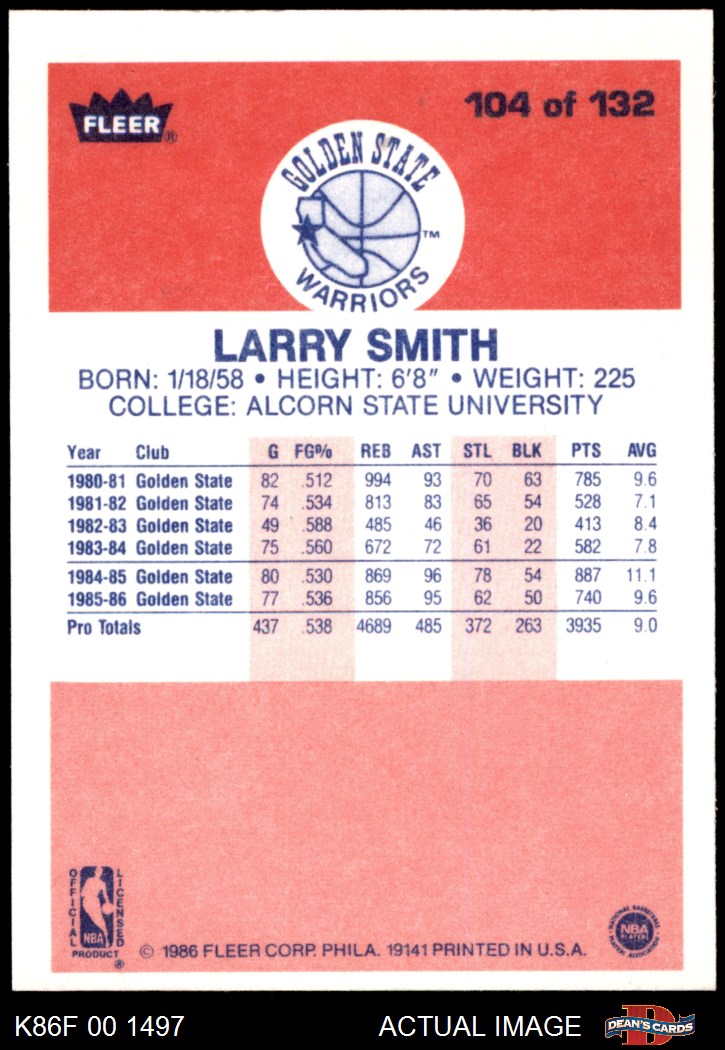 104 of 132
FLEER®
GOLDEN STATE
WARRIORS
TM
LARRY SMITH
BORN: 1/18/58 • HEIGHT: 6'8" • WEIGHT: 225
COLLEGE: ALCORN STATE UNIVERSITY
Year Club G FG% REB AST STL BLK PTS AVG
1980-81 Golden State 82 .512 994 93 70 63 785 9.6
1981-82 Golden State 74 .534 813 83 65 54 528 7.1
1982-83 Golden State 49 .588 485 46 36 20 413 8.4
1983-84 Golden State 75 .560 672 72 61 22 582 7.8
1984-85 Golden State 80 .530 869 96 78 54 887 11.1
1985-86 Golden State 77 .536 856 95 62 50 740 9.6
Pro Totals 437 .538 4689 485 372 263 3935 9.0
OFFICIAL
LICENSED
NBA
PRODUCT
®
© 1986 FLEER CORP. PHILA. 19141 PRINTED IN U.S.A.
NATIONAL BASKETBALL
NBA
PLAYERS
PLAYERS ASSOCIATION
K86F 00 1497
ACTUAL IMAGE
D
DEAN'S CARDS